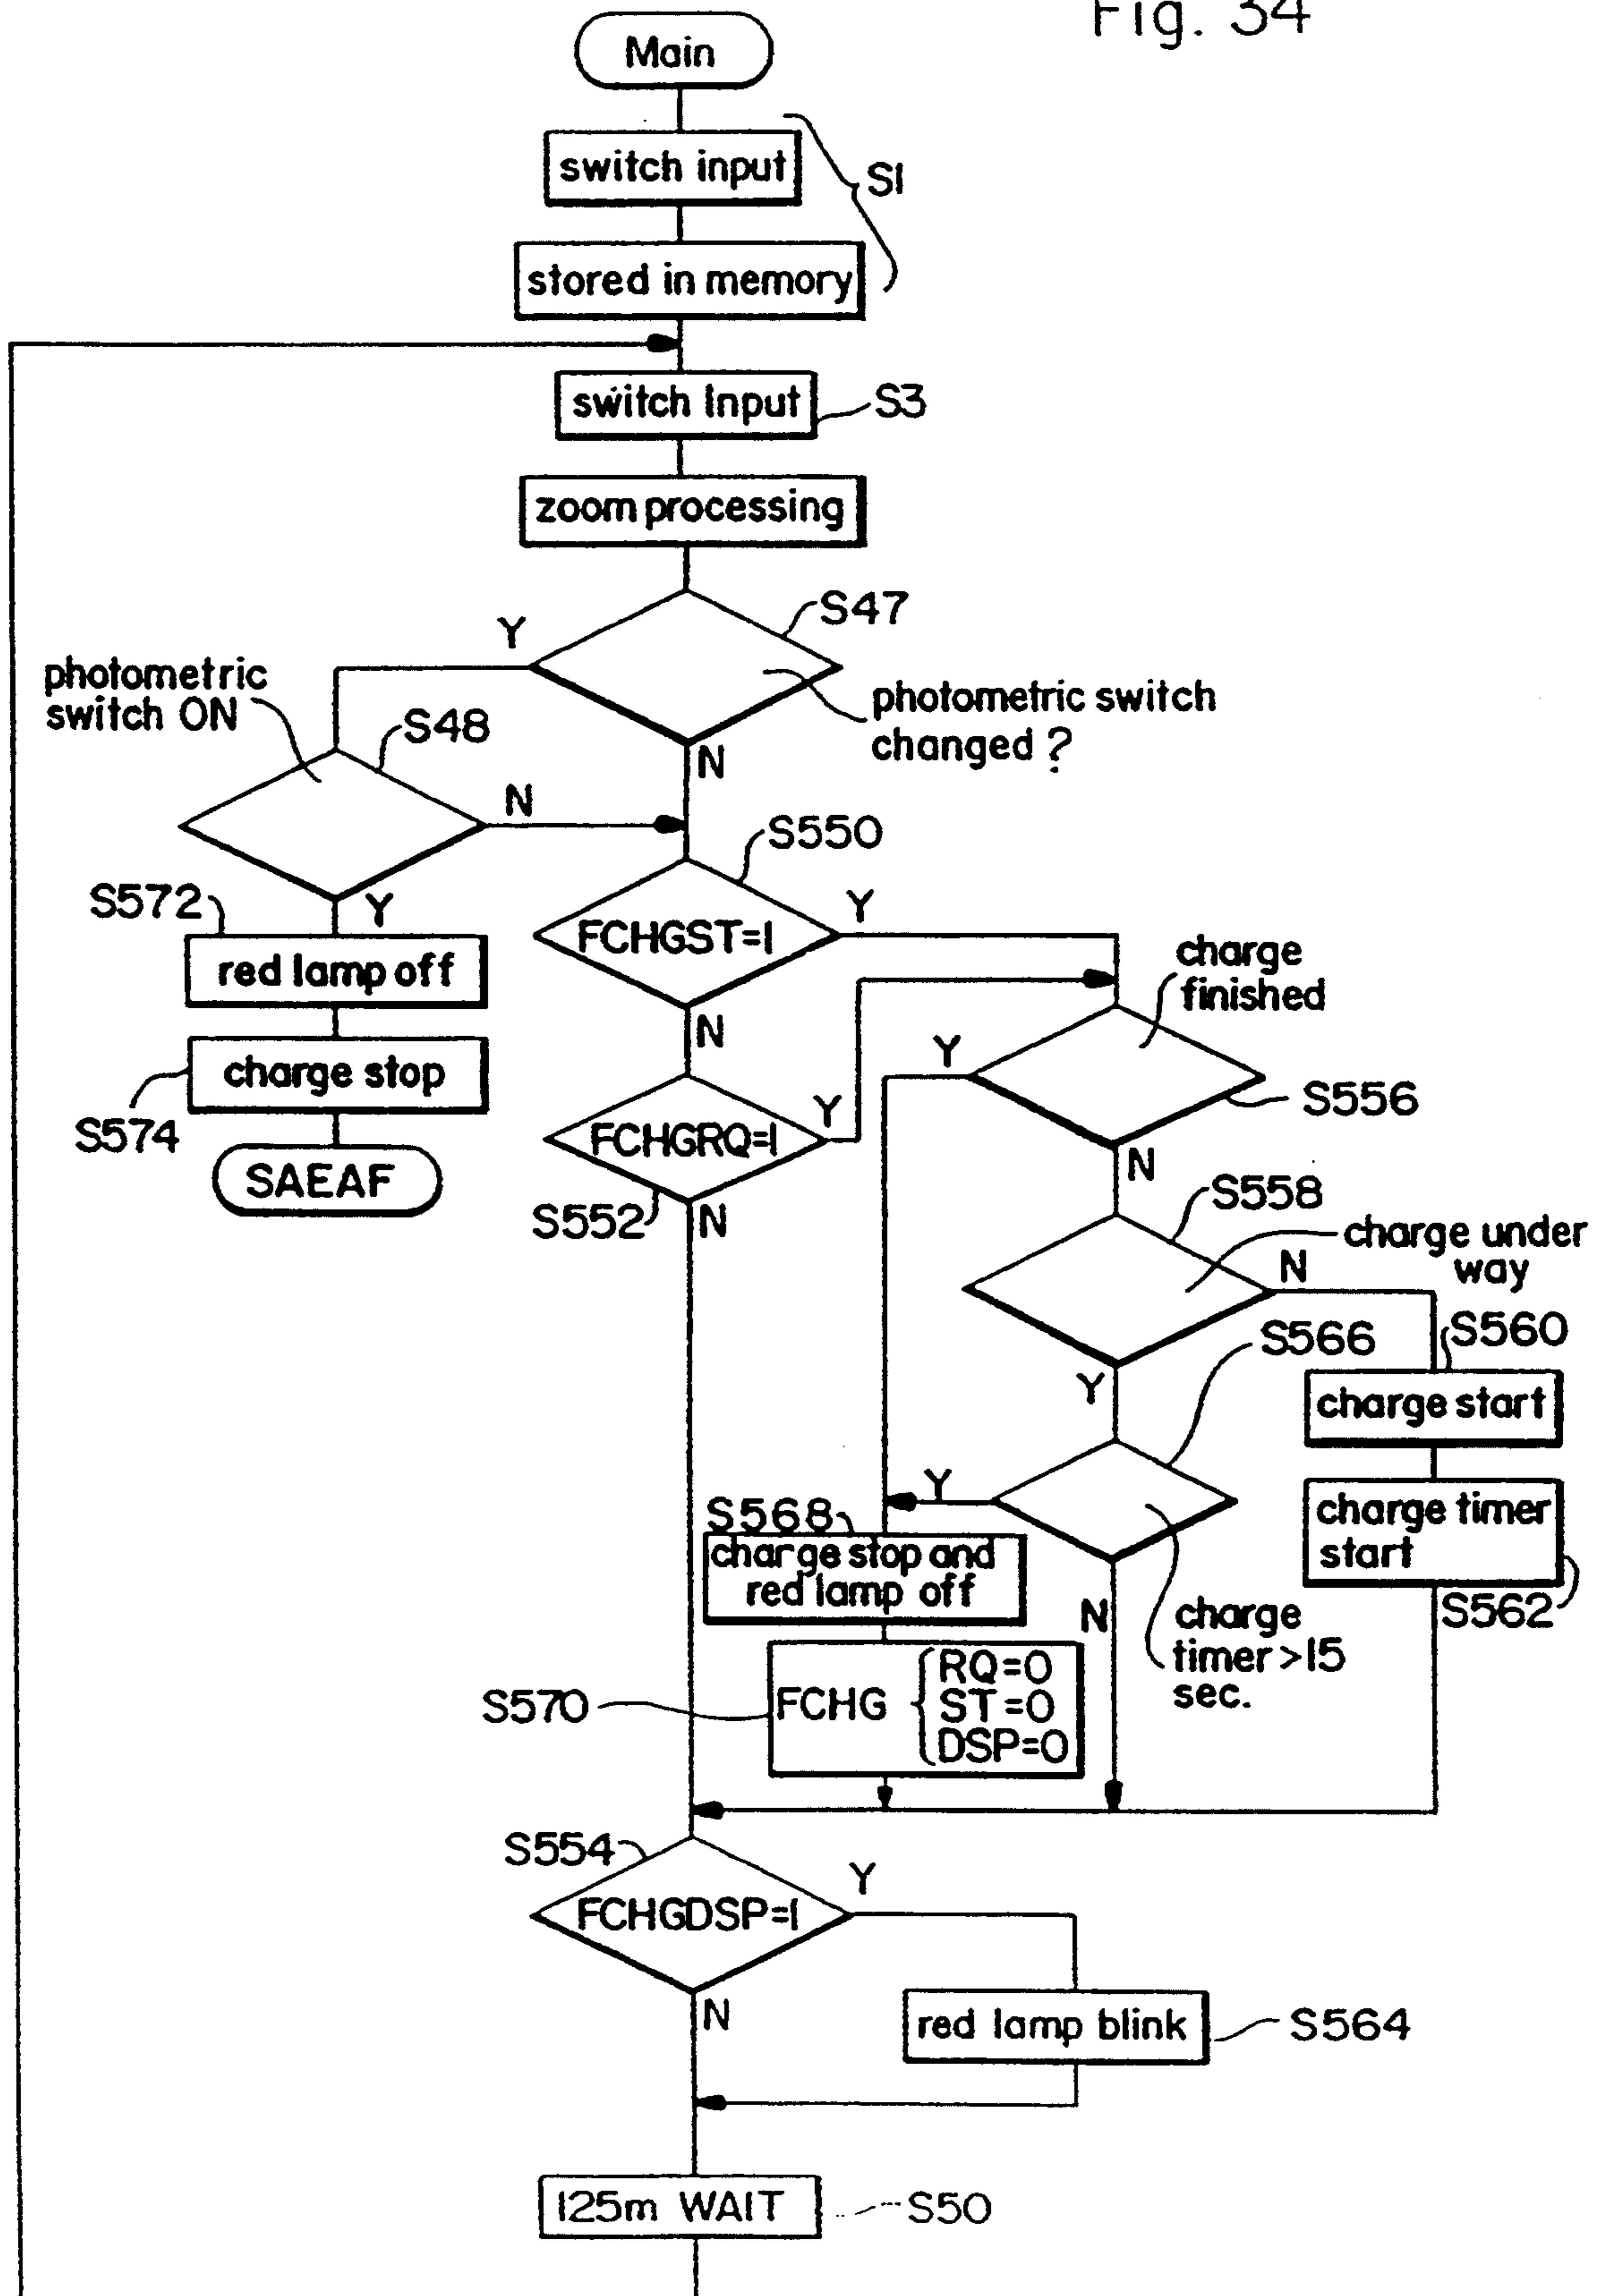 Fig. 34
Main
switch input
S1
stored in memory
switch Input
S3
zoom processing
S47
Y
photometric
switch ON
photometric switch
changed?
S48
N
N
S550
S572
Y
FCHGST=1
Y
red lamp off
charge
finished
N
Y
charge stop
S574
FCHGRQ=1
Y
S556
SAEAF
S552
N
N
S558
charge under
way
N
S566
S560
Y
charge start
Y
charge timer
start
S568
charge stop and
red lamp off
N
charge
timer>15
sec.
S562
S570
FCHG
RQ=0
ST=0
DSP=0
S554
FCHGDSP=1
Y
N
red lamp blink
S564
125m WAIT
S50